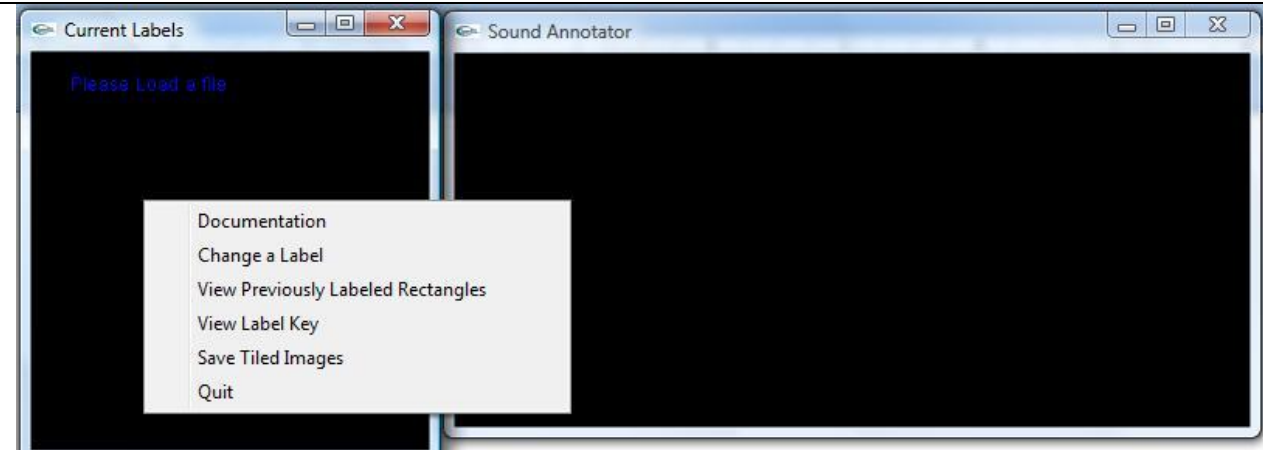 Current Labels
Sound Annotator
Please Load a file
Documentation
Change a Label
View Previously Labeled Rectangles
View Label Key
Save Tiled Images
Quit